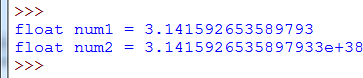 >>>
float num1 = 3.141592653589793
float num2 = 3.1415926535897933e+38
>>>